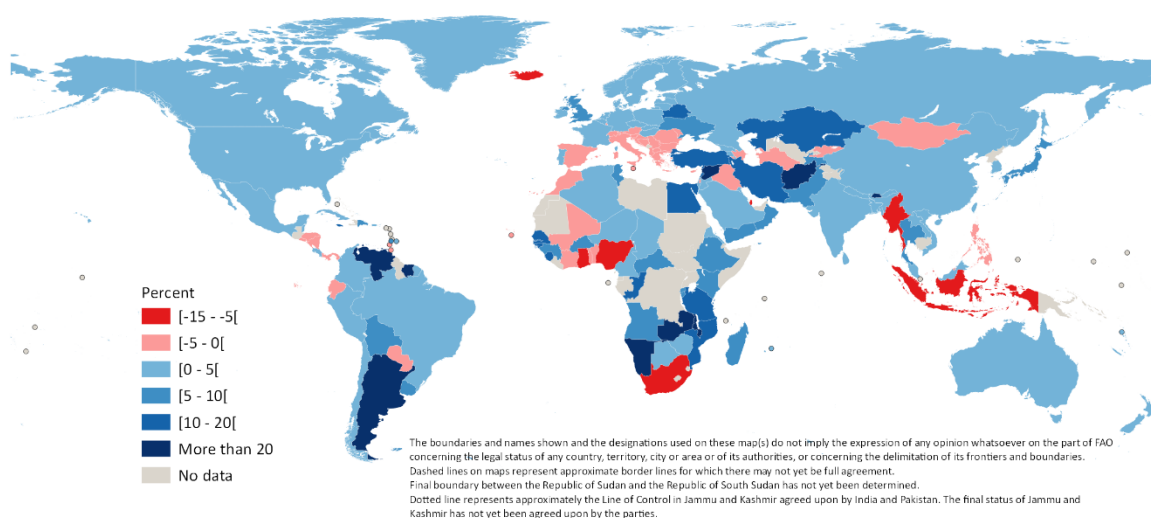 Percent
[-15 - -5[
[-5 - 0[
[0 - 5[
[5 - 10[
[10 - 20[
More than 20
No data
The boundaries and names shown and the designations used on these map(s) do not imply the expression of any opinion whatsoever on the part of FAO
concerning the legal status of any country, territory, city or area or of its authorities, or concerning the delimitation of its frontiers and boundaries.
Dashed lines on maps represent approximate border lines for which there may not yet be full agreement.
Final boundary between the Republic of Sudan and the Republic of South Sudan has not yet been determined.
Dotted line represents approximately the Line of Control in Jammu and Kashmir agreed upon by India and Pakistan. The final status of Jammu and
Kashmir has not yet been agreed upon by the parties.